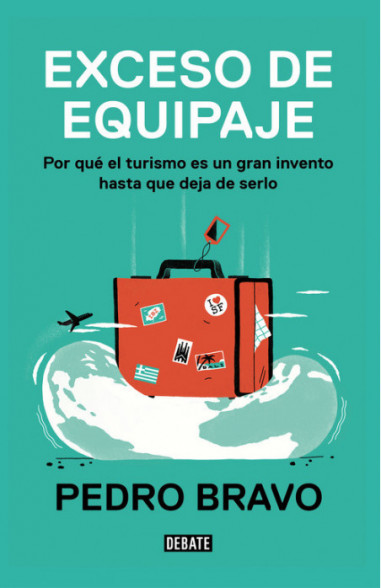 EXCESO DE
EQUIPAJE
Por qué el turismo es un gran invento
hasta que deja de serlo
I ❤ SF
BALI
PEDRO BRAVO
DEBATE